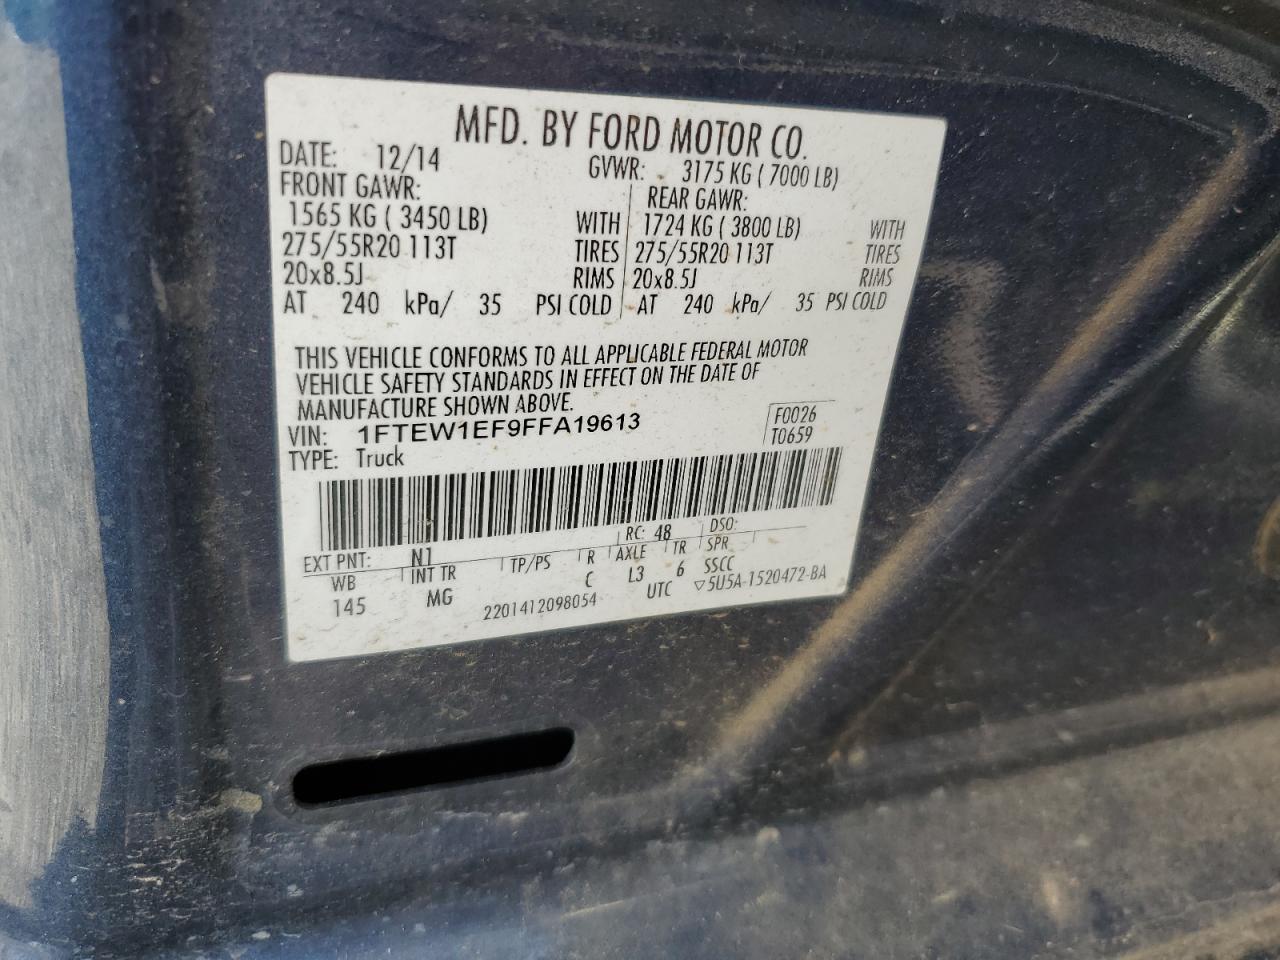 MFD. BY FORD MOTOR CO.
DATE: 12/14 GVWR: 3175 KG ( 7000 LB)
FRONT GAWR: REAR GAWR:
1565 KG ( 3450 LB) WITH 1724 KG ( 3800 LB) WITH
275/55R20 113T TIRES 275/55R20 113T TIRES
20x8.5J RIMS 20x8.5J RIMS
AT 240 kPa/ 35 PSI COLD AT 240 kPa/ 35 PSI COLD
THIS VEHICLE CONFORMS TO ALL APPLICABLE FEDERAL MOTOR
VEHICLE SAFETY STANDARDS IN EFFECT ON THE DATE OF
MANUFACTURE SHOWN ABOVE.
VIN: 1FTEW1EF9FFA19613 F0026
TYPE: Truck T0659
EXT PNT: N1 RC: 48 DSO:
WB INT TR TP/PS R AXLE TR SPR
145 MG C L3 6 SSCC
2201412098054 UTC ▽5U5A-1520472-BA